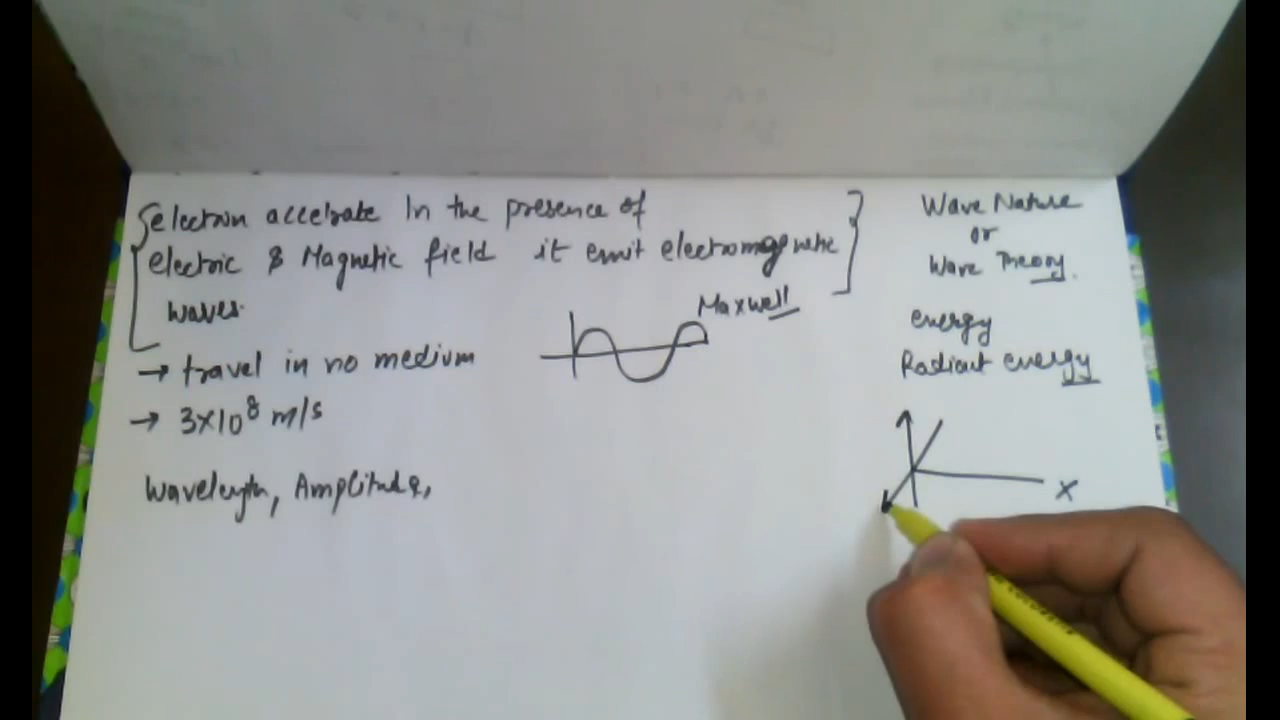 electron accelrate In the presence of
electric & Magnetic field it emit electromagnetic
waves.
Maxwell
→ travel in no medium
→ 3×10⁸ m/s
Wavelength, Amplitude,
Wave Nature
or
Wave Theory.
energy
Radiant energy
X